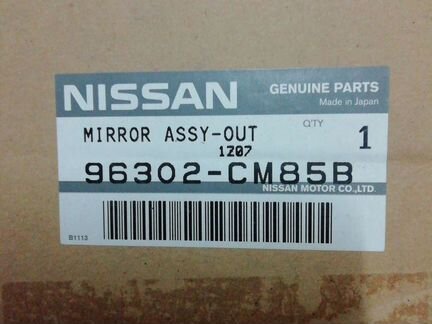 NISSAN
GENUINE PARTS
Made in Japan
MIRROR ASSY-OUT
Q'TY
1
1Z07
96302-CM85B
NISSAN MOTOR CO.,LTD.
B1113